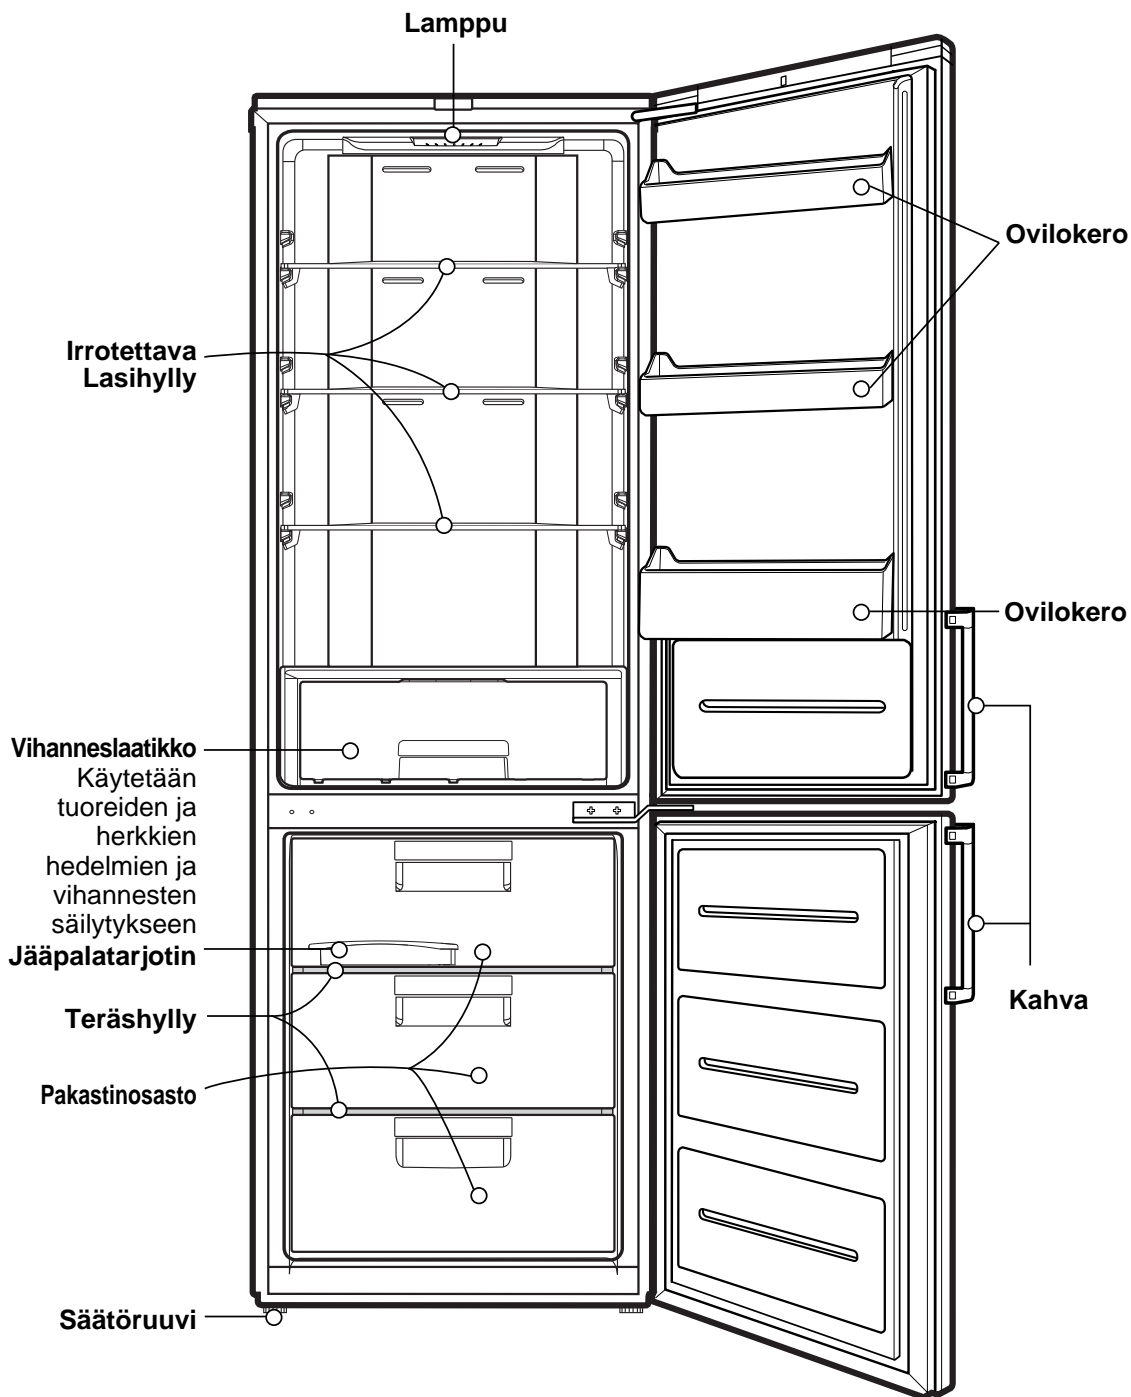 Lamppu
Ovilokero
Irrotettava
Lasihylly
Ovilokero
Vihanneslaatikko
Käytetään
tuoreiden ja
herkkien
hedelmien ja
vihannesten
säilytykseen
Jääpalatarjotin
Teräshylly
Kahva
Pakastinosasto
Säätöruuvi